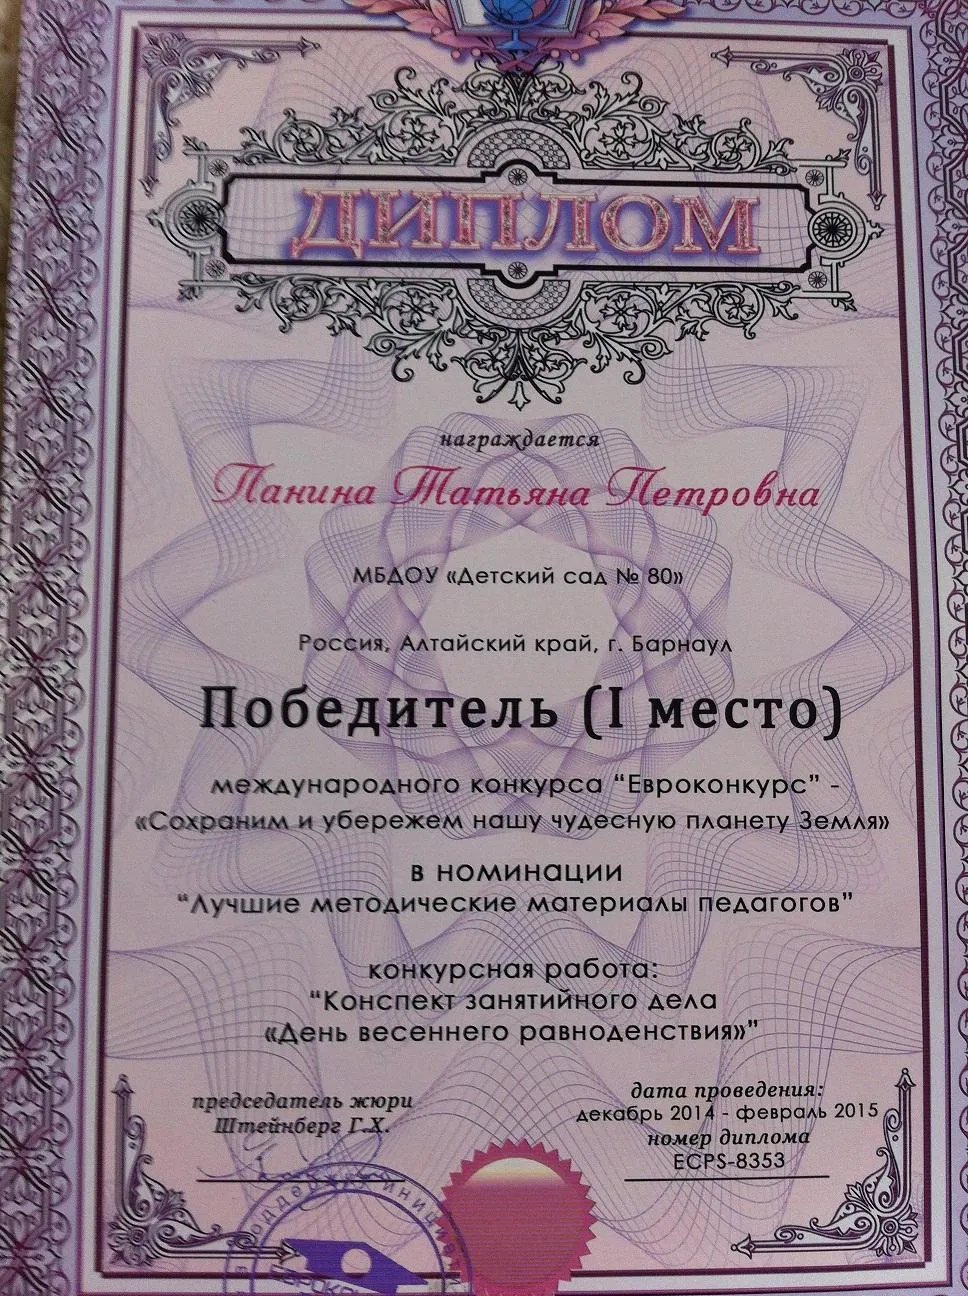 ДИПЛОМ
награждается
Панина Татьяна Петровна
МБДОУ «Детский сад № 80»
Россия, Алтайский край, г. Барнаул
Победитель (I место)
международного конкурса “Евроконкурс” -
«Сохраним и убережем нашу чудесную планету Земля»
в номинации
“Лучшие методические материалы педагогов”
конкурсная работа:
“Конспект занятийного дела
«День весеннего равноденствия»”
председатель жюри
Штейнберг Г.Х.
дата проведения:
декабрь 2014 - февраль 2015
номер диплома
ECPS-8353